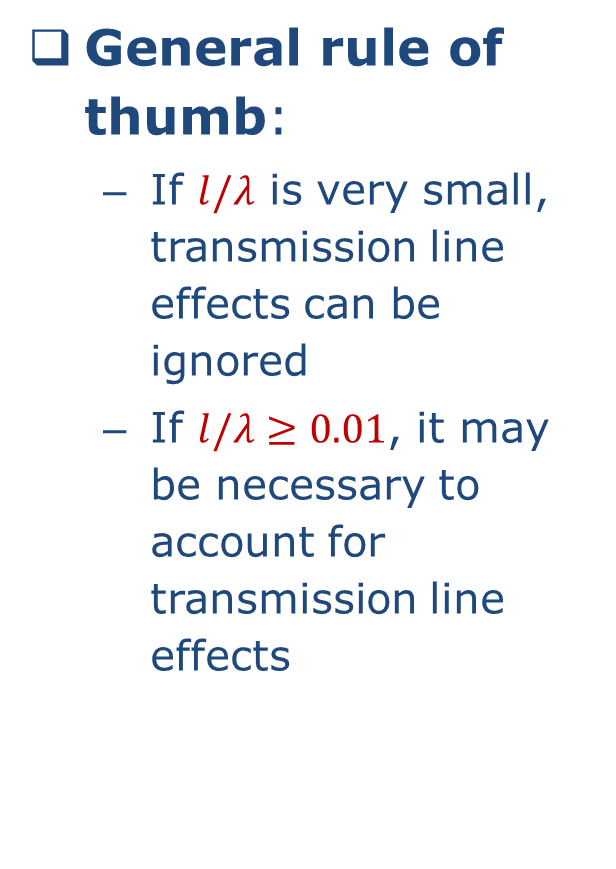 ❑ General rule of
thumb:
– If 𝑙/𝜆 is very small,
transmission line
effects can be
ignored
– If 𝑙/𝜆 ≥ 0.01, it may
be necessary to
account for
transmission line
effects